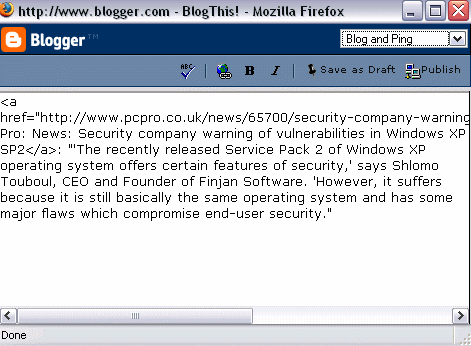 http://www.blogger.com - BlogThis! - Mozilla Firefox
Blogger™ Blog and Ping
ABC B I Save as Draft Publish
<a
href="http://www.pcpro.co.uk/news/65700/security-company-warning
Pro: News: Security company warning of vulnerabilities in Windows XP
SP2</a>: "'The recently released Service Pack 2 of Windows XP
operating system offers certain features of security,' says Shlomo
Touboul, CEO and Founder of Finjan Software. 'However, it suffers
because it is still basically the same operating system and has some
major flaws which compromise end-user security."
Done